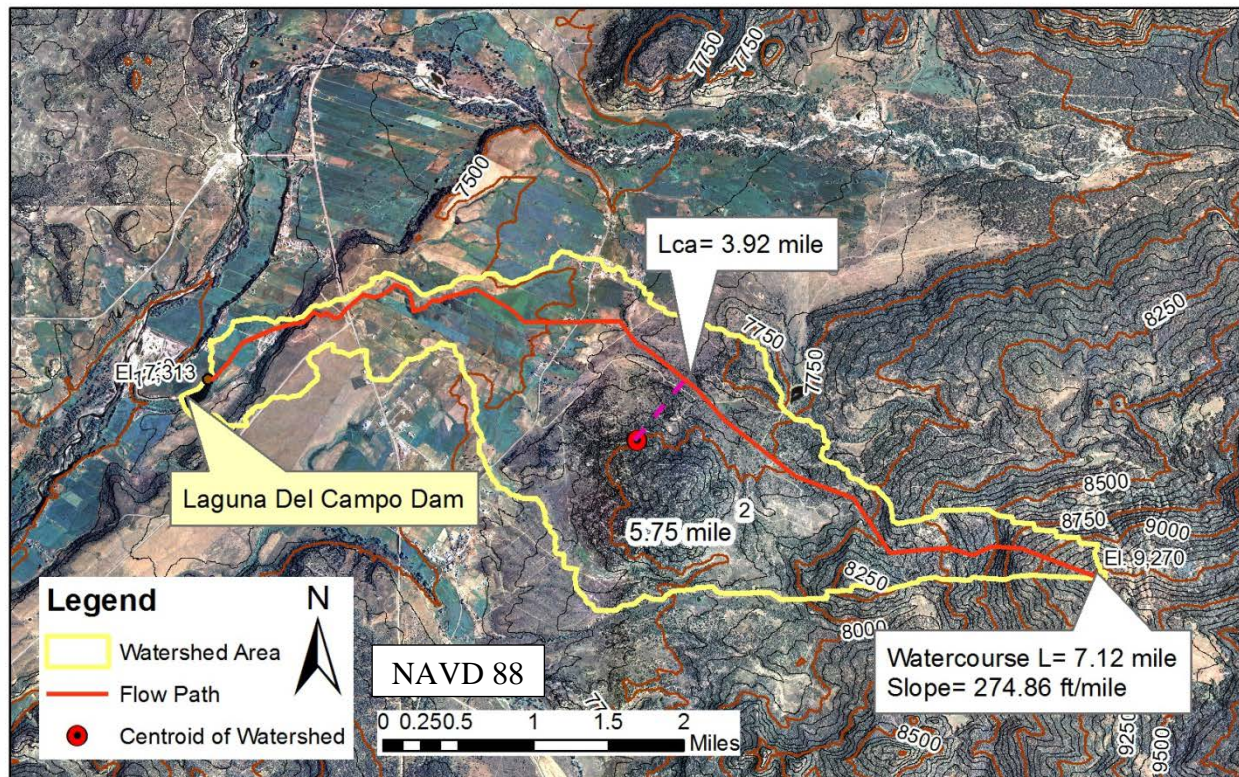 7750
7750
7500
Lca= 3.92 mile
8250
7750
7750
El. 7,313
Laguna Del Campo Dam
2
5.75 mile
8500
8750
9000
El. 9,270
8250
8000
Legend
N
Watershed Area
Flow Path
Centroid of Watershed
NAVD 88
7750
0 0.25 0.5 1 1.5 2
Miles
Watercourse L= 7.12 mile
Slope= 274.86 ft/mile
8500
9250
9500